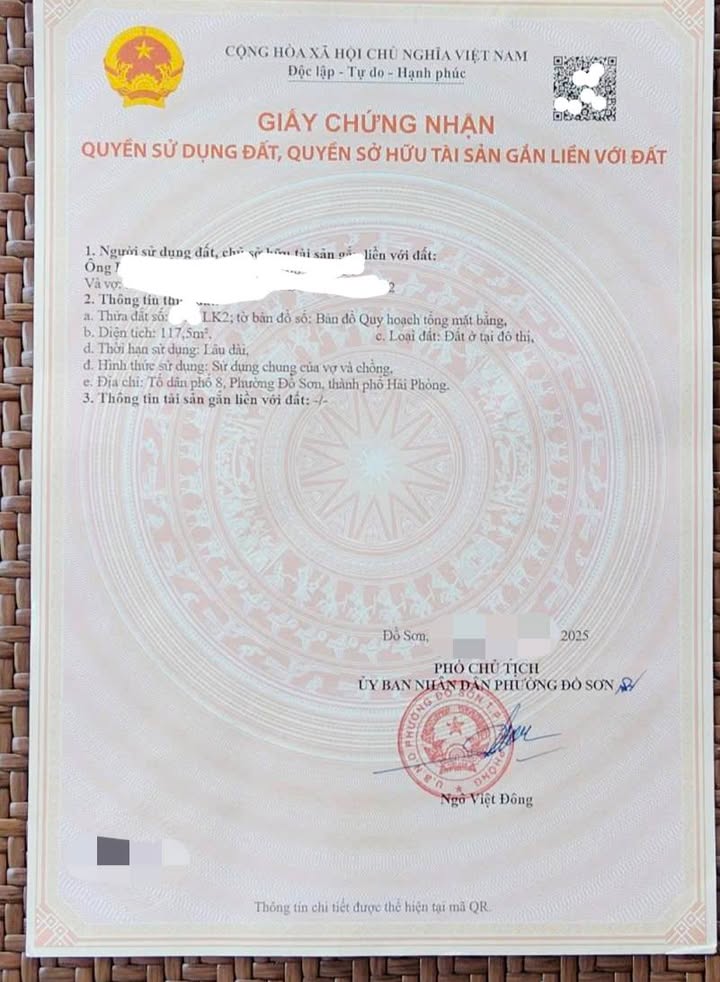 CỘNG HÒA XÃ HỘI CHỦ NGHĨA VIỆT NAM
Độc lập - Tự do - Hạnh phúc
GIẤY CHỨNG NHẬN
QUYỀN SỬ DỤNG ĐẤT, QUYỀN SỞ HỮU TÀI SẢN GẮN LIỀN VỚI ĐẤT
1. Người sử dụng đất, chủ sở hữu tài sản gắn liền với đất:
Ông
Và vợ: 2
2. Thông tin
a. Thửa đất số: LK2; tờ bản đồ số: Bản đồ Quy hoạch tổng mặt bằng,
b. Diện tích: 117,5m², c. Loại đất: Đất ở tại đô thị,
d. Thời hạn sử dụng: Lâu dài,
đ. Hình thức sử dụng: Sử dụng chung của vợ và chồng,
e. Địa chỉ: Tổ dân phố 8, Phường Đồ Sơn, thành phố Hải Phòng.
3. Thông tin tài sản gắn liền với đất: -/-
Đồ Sơn, 2025
PHÓ CHỦ TỊCH
ỦY BAN NHÂN DÂN PHƯỜNG ĐỒ SƠN
U.B.N.D PHƯỜNG ĐỒ SƠN T.P HẢI PHÒNG
Ngô Việt Đông
Thông tin chi tiết được thể hiện tại mã QR.